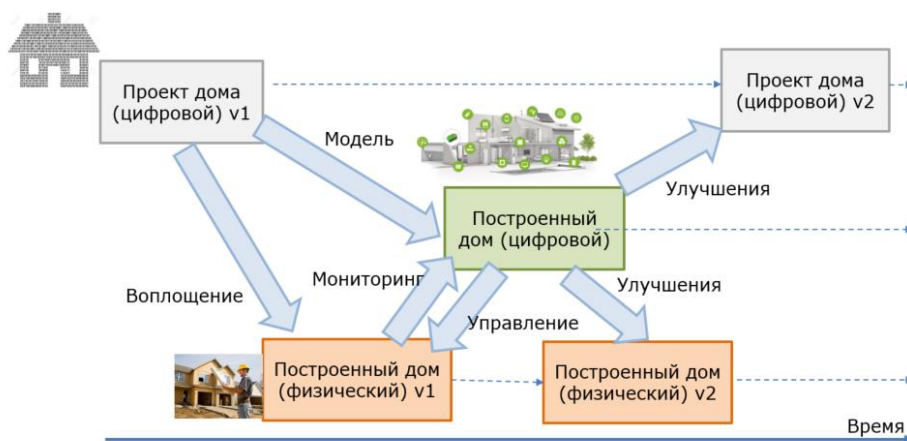 Проект дома
(цифровой) v1
Проект дома
(цифровой) v2
Модель
Улучшения
Построенный
дом (цифровой)
Мониторинг
Улучшения
Воплощение
Управление
Построенный дом
(физический) v1
Построенный дом
(физический) v2
Время